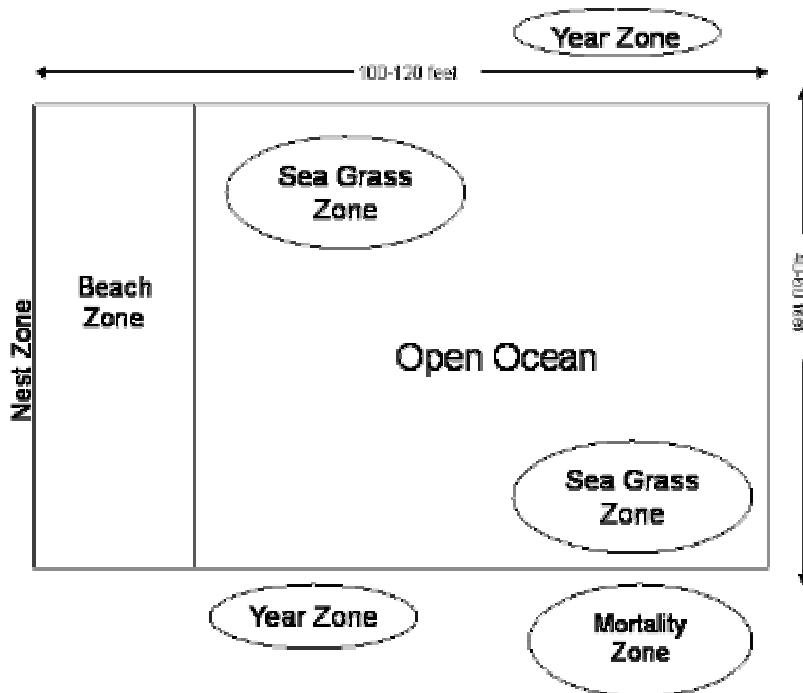 Year Zone
100-120 feet
Sea Grass
Zone
Beach
Zone
Nest Zone
Open Ocean
Sea Grass
Zone
Year Zone
Mortality
Zone